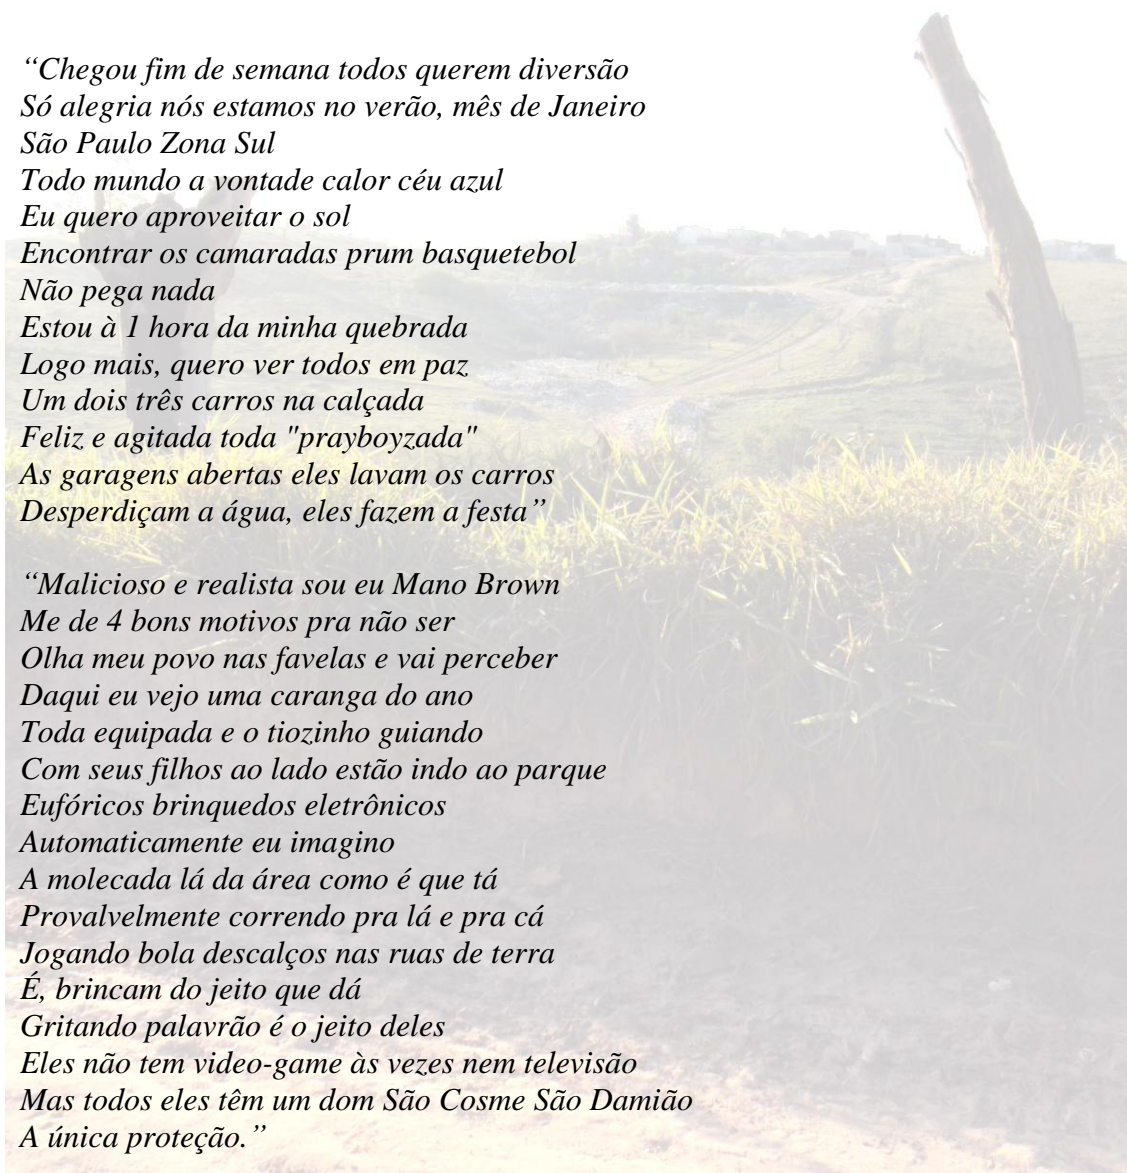 “Chegou fim de semana todos querem diversão
Só alegria nós estamos no verão, mês de Janeiro
São Paulo Zona Sul
Todo mundo a vontade calor céu azul
Eu quero aproveitar o sol
Encontrar os camaradas prum basquetebol
Não pega nada
Estou à 1 hora da minha quebrada
Logo mais, quero ver todos em paz
Um dois três carros na calçada
Feliz e agitada toda "prayboyzada"
As garagens abertas eles lavam os carros
Desperdiçam a água, eles fazem a festa”
“Malicioso e realista sou eu Mano Brown
Me de 4 bons motivos pra não ser
Olha meu povo nas favelas e vai perceber
Daqui eu vejo uma caranga do ano
Toda equipada e o tiozinho guiando
Com seus filhos ao lado estão indo ao parque
Eufóricos brinquedos eletrônicos
Automaticamente eu imagino
A molecada lá da área como é que tá
Provalvelmente correndo pra lá e pra cá
Jogando bola descalços nas ruas de terra
É, brincam do jeito que dá
Gritando palavrão é o jeito deles
Eles não tem video-game às vezes nem televisão
Mas todos eles têm um dom São Cosme São Damião
A única proteção.”